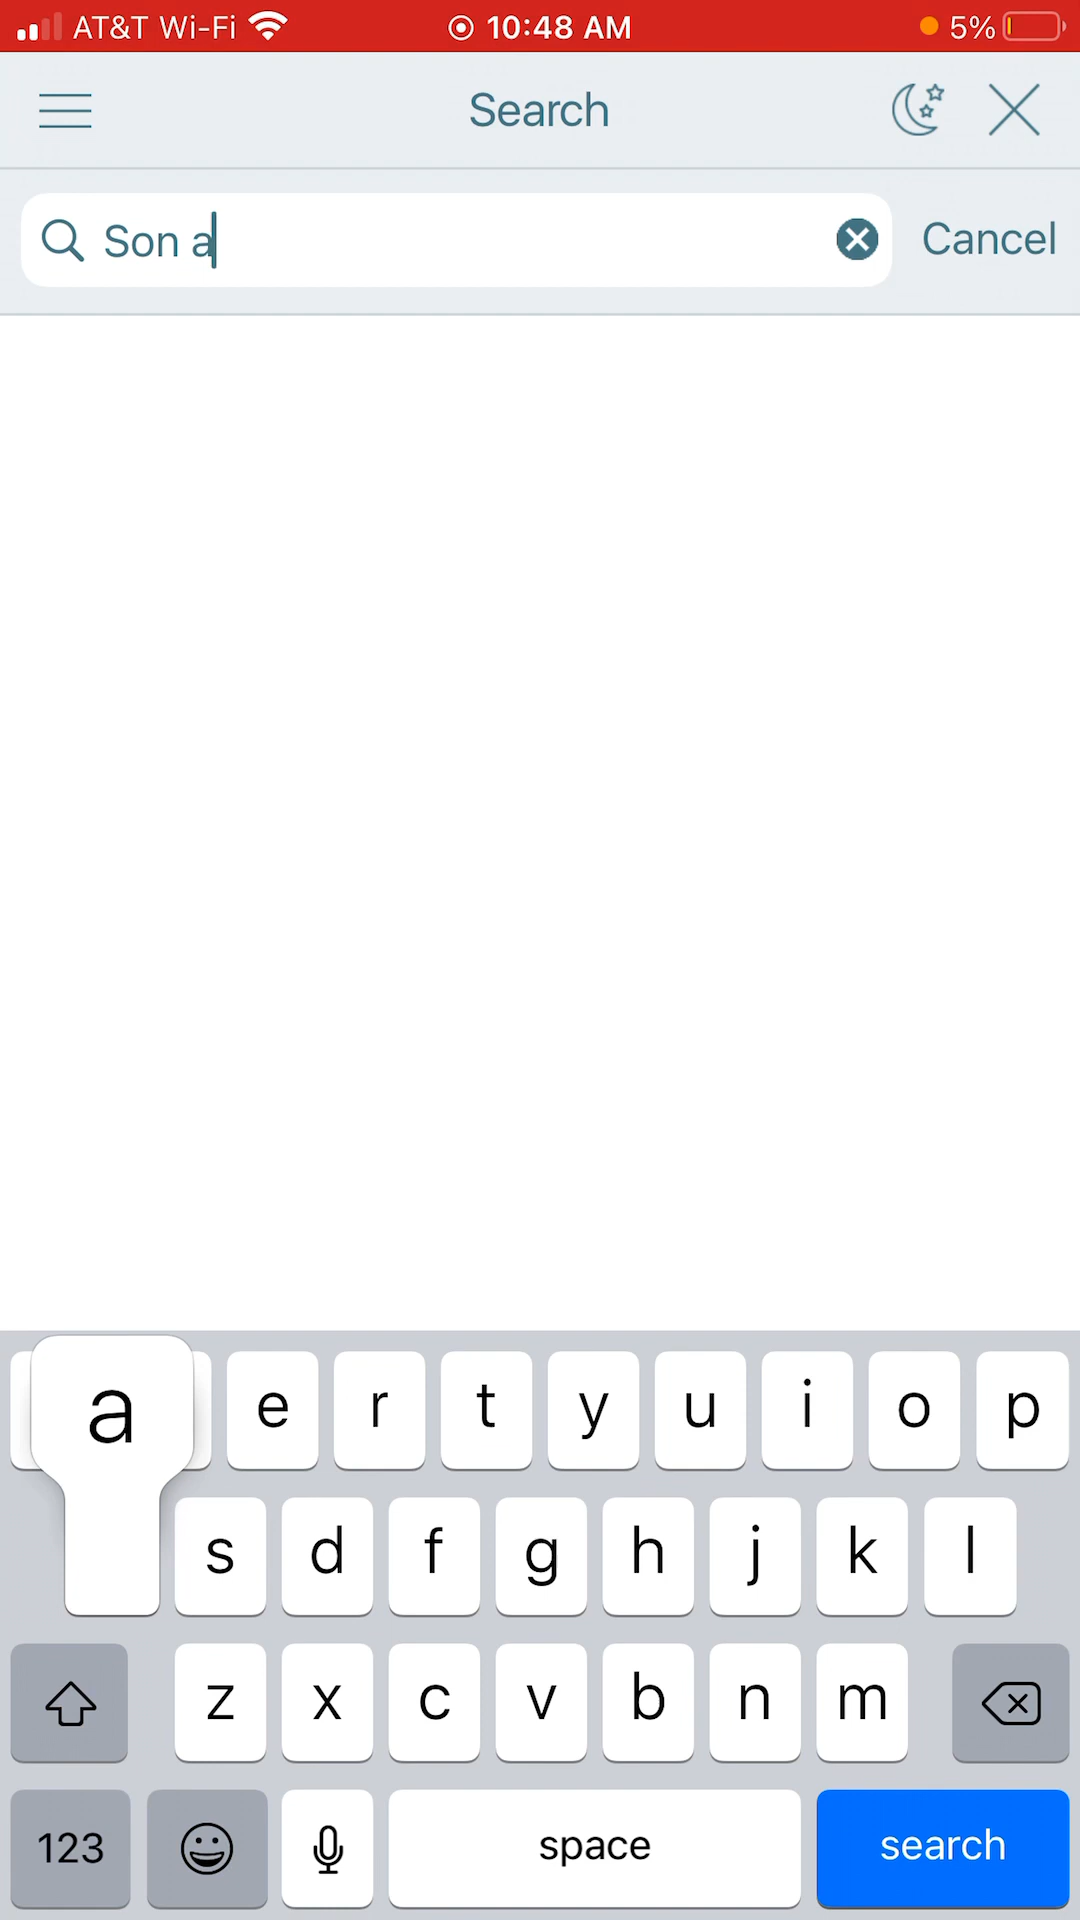 AT&T Wi-Fi 10:48 AM 5%
Search
Son a Cancel
a e r t y u i o p
s d f g h j k l
z x c v b n m
123 space search